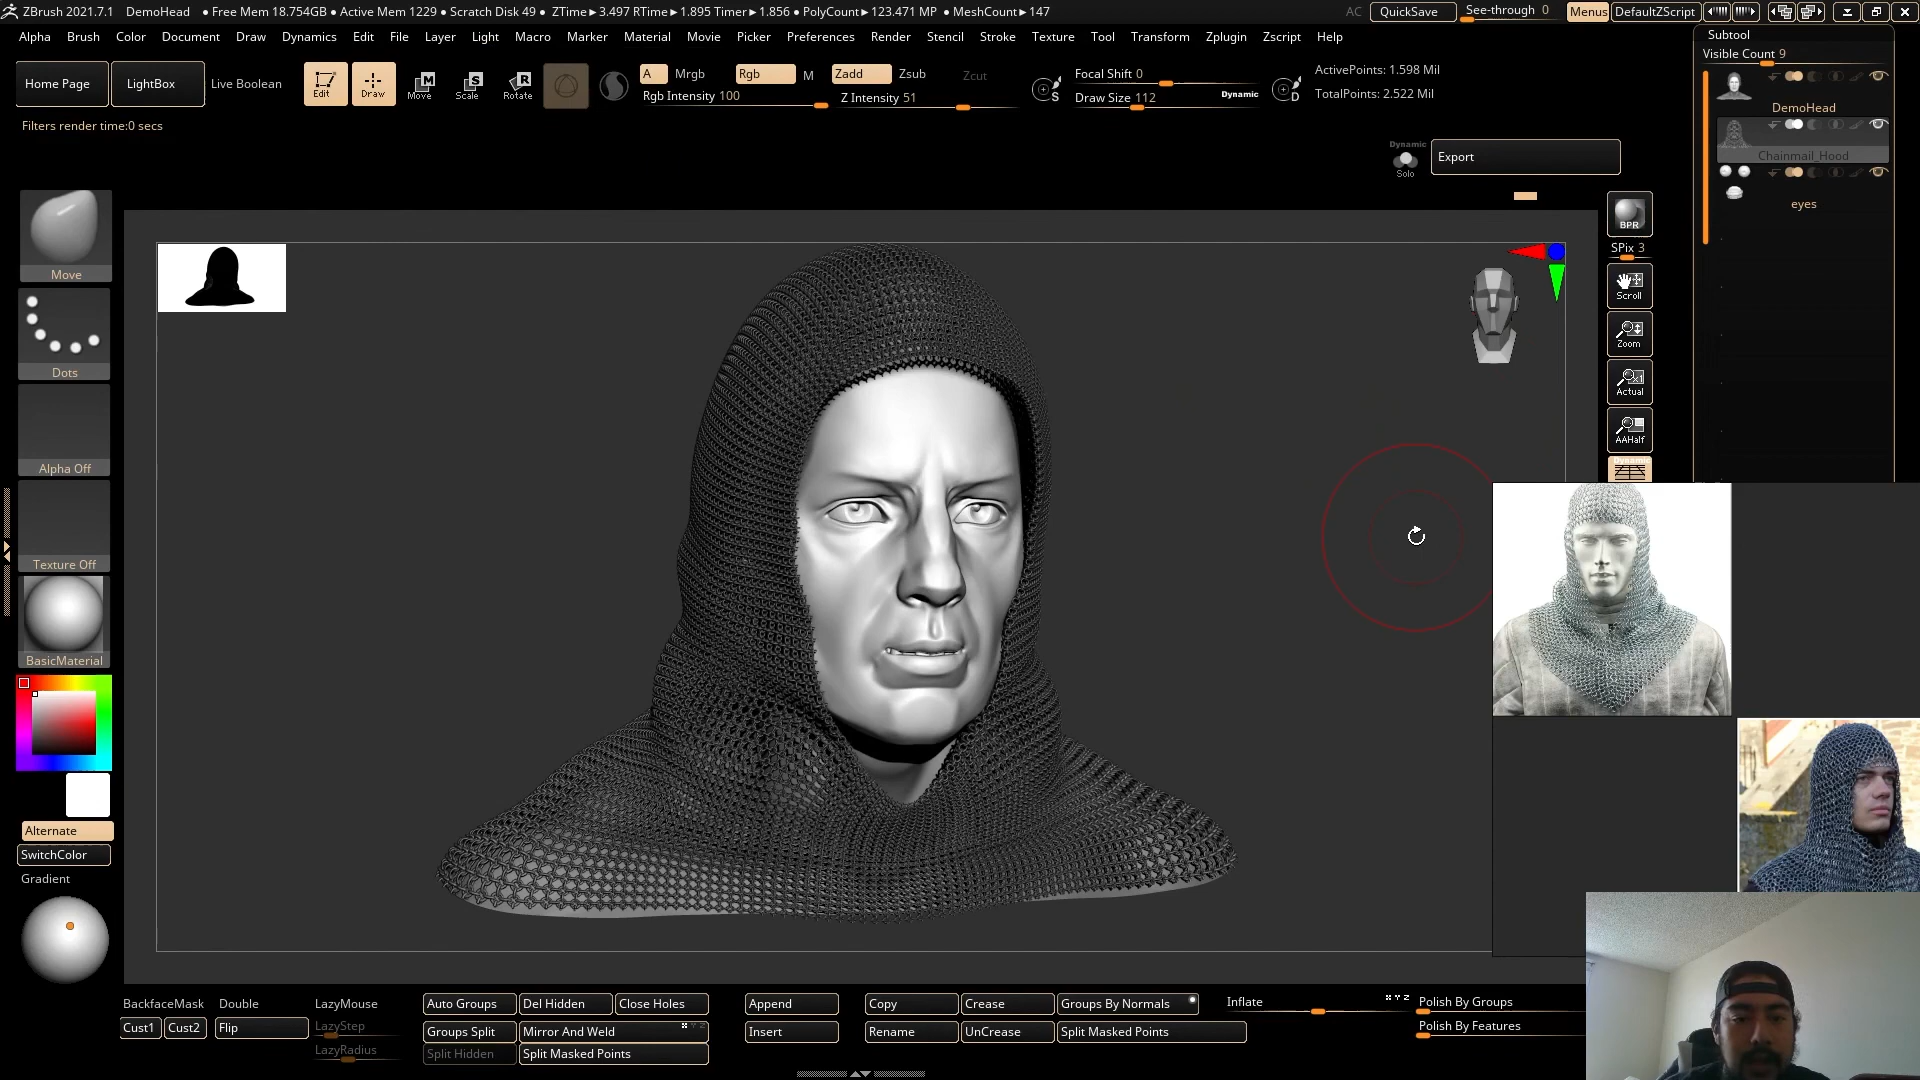 ZBrush 2021.7.1 DemoHead ● Free Mem 18.754GB ● Active Mem 1229 ● Scratch Disk 49 ● ZTime►3.497 RTime►1.895 Timer►1.856 ● PolyCount►123.471 MP ● MeshCount►147 AC QuickSave See-through 0 Menus DefaultZScript
Alpha Brush Color Document Draw Dynamics Edit File Layer Light Macro Marker Material Movie Picker Preferences Render Stencil Stroke Texture Tool Transform Zplugin Zscript Help
Subtool
Visible Count 9
Home Page LightBox Live Boolean Edit Draw Move Scale Rotate
M S R
A Mrgb Rgb M Zadd Zsub Zcut
Rgb Intensity 100 Z Intensity 51
Focal Shift 0
Draw Size 112 Dynamic
S D
ActivePoints: 1.598 Mil
TotalPoints: 2.522 Mil
DemoHead
Chainmail_Hood
eyes
Filters render time:0 secs
Dynamic
Solo
Export
Move
Dots
Alpha Off
Texture Off
BasicMaterial
BPR
SPix 3
Scroll
Zoom
Actual
AAHalf
Dynamic
Alternate
SwitchColor
Gradient
BackfaceMask Double LazyMouse
Cust1 Cust2 Flip LazyStep
LazyRadius
Auto Groups Del Hidden Close Holes
Groups Split Mirror And Weld
Split Hidden Split Masked Points
Append
Insert
Copy Crease Groups By Normals
Rename UnCrease Split Masked Points
Inflate
Polish By Groups
Polish By Features